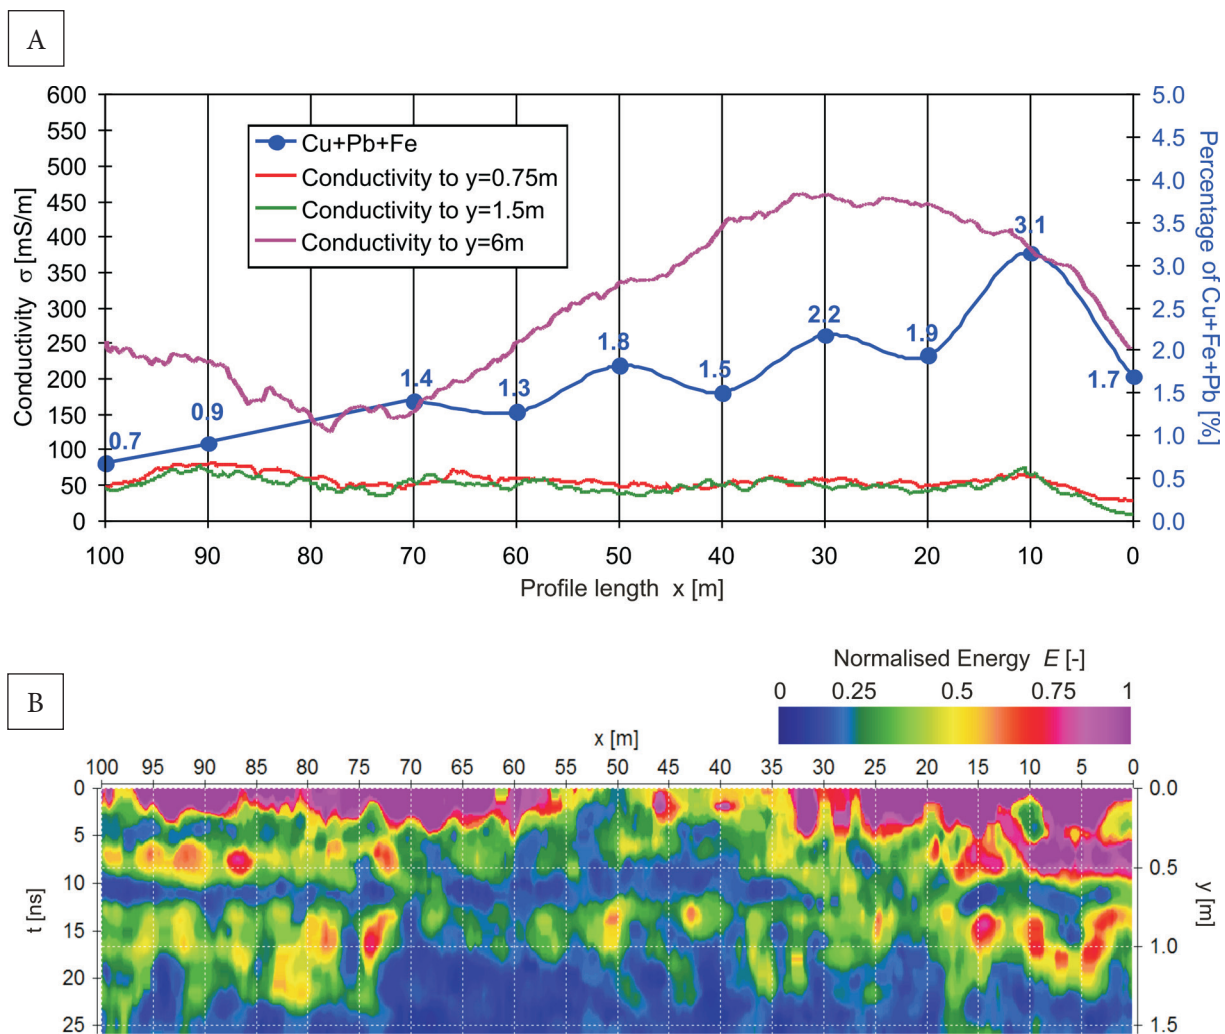 A
600 5.0
550 4.5
500 4.0
450 3.5
400 3.0
350 2.5
300 2.0
250 1.5
200 1.0
150 0.5
100 0.0
50
0
Conductivity σ [mS/m]
Percentage of Cu+Fe+Pb [%]
Cu+Pb+Fe
Conductivity to y=0.75m
Conductivity to y=1.5m
Conductivity to y=6m
0.7 0.9 1.4 1.3 1.8 1.5 2.2 1.9 3.1 1.7
100 90 80 70 60 50 40 30 20 10 0
Profile length x [m]
B
Normalised Energy E [-]
0 0.25 0.5 0.75 1
x [m]
100 95 90 85 80 75 70 65 60 55 50 45 40 35 30 25 20 15 10 5 0
0 0.0
5
10 0.5
15
20 1.0
25 1.5
t [ns]
y [m]